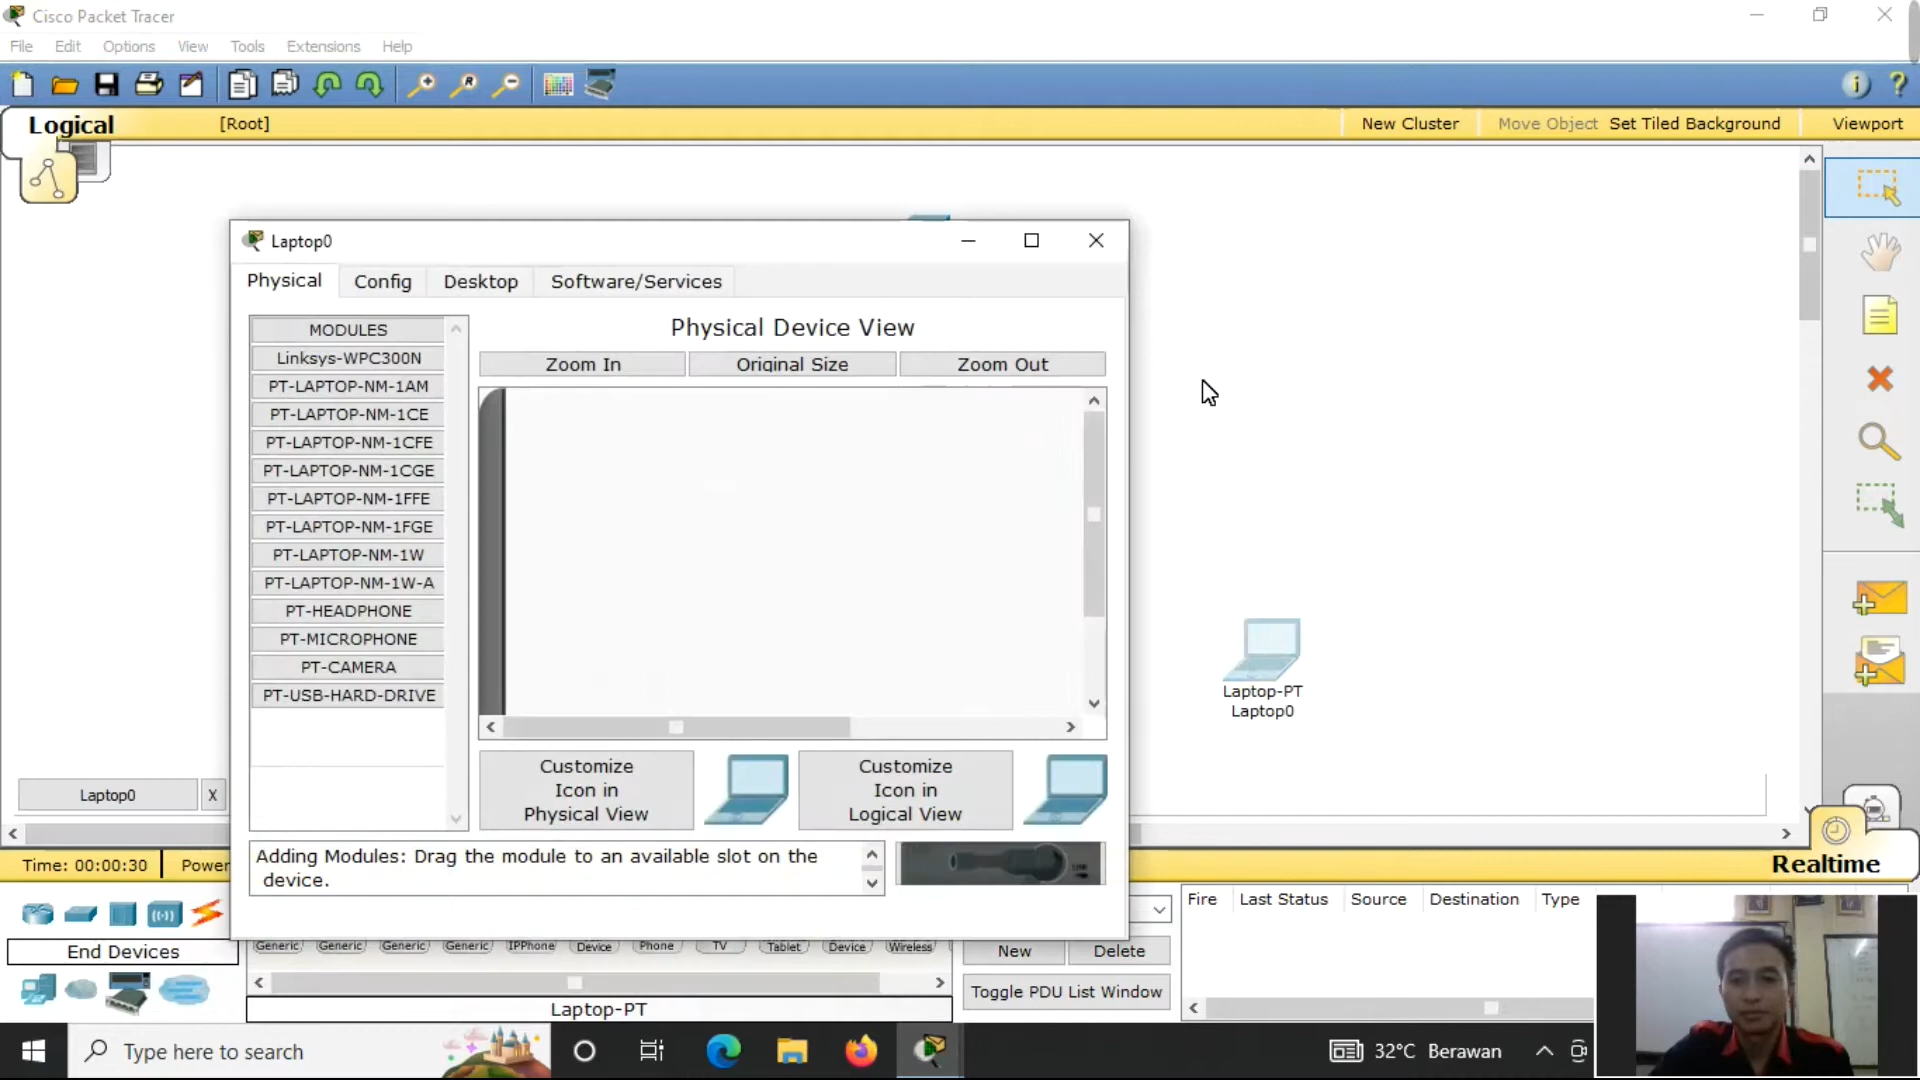 Cisco Packet Tracer
File Edit Options View Tools Extensions Help
Logical [Root] New Cluster Move Object Set Tiled Background Viewport
Laptop0
Physical Config Desktop Software/Services
MODULES
Linksys-WPC300N
PT-LAPTOP-NM-1AM
PT-LAPTOP-NM-1CE
PT-LAPTOP-NM-1CFE
PT-LAPTOP-NM-1CGE
PT-LAPTOP-NM-1FFE
PT-LAPTOP-NM-1FGE
PT-LAPTOP-NM-1W
PT-LAPTOP-NM-1W-A
PT-HEADPHONE
PT-MICROPHONE
PT-CAMERA
PT-USB-HARD-DRIVE
Physical Device View
Zoom In Original Size Zoom Out
Customize
Icon in
Physical View
Customize
Icon in
Logical View
Adding Modules: Drag the module to an available slot on the
device.
Laptop-PT
Laptop0
Laptop0 X
Time: 00:00:30 Power
Realtime
Fire Last Status Source Destination Type
Generic Generic Generic Generic IPPhone Device Phone TV Tablet Device Wireless
End Devices
New Delete
Toggle PDU List Window
Laptop-PT
Type here to search
32°C Berawan